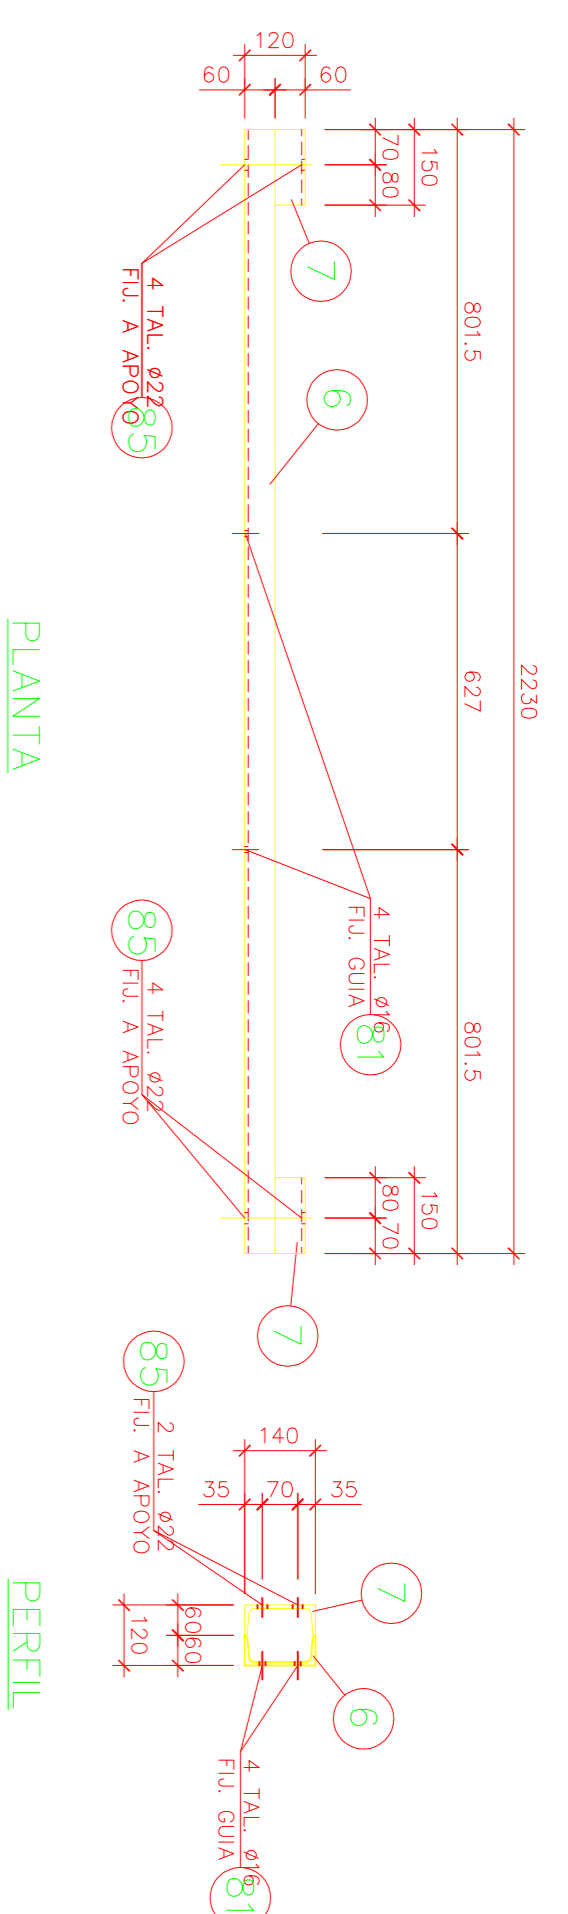 120
60
60
70
80
150
801.5
7
6
4 TAL. ø22
FIJ. A APOYO
85
627
2230
PLANTA
4 TAL. ø16
FIJ. GUIA
81
85
4 TAL. ø22
FIJ. A APOYO
801.5
80
70
150
7
85
2 TAL. ø22
FIJ. A APOYO
140
35
70
35
7
6
60
60
120
4 TAL. ø16
FIJ. GUIA
81
PERFIL